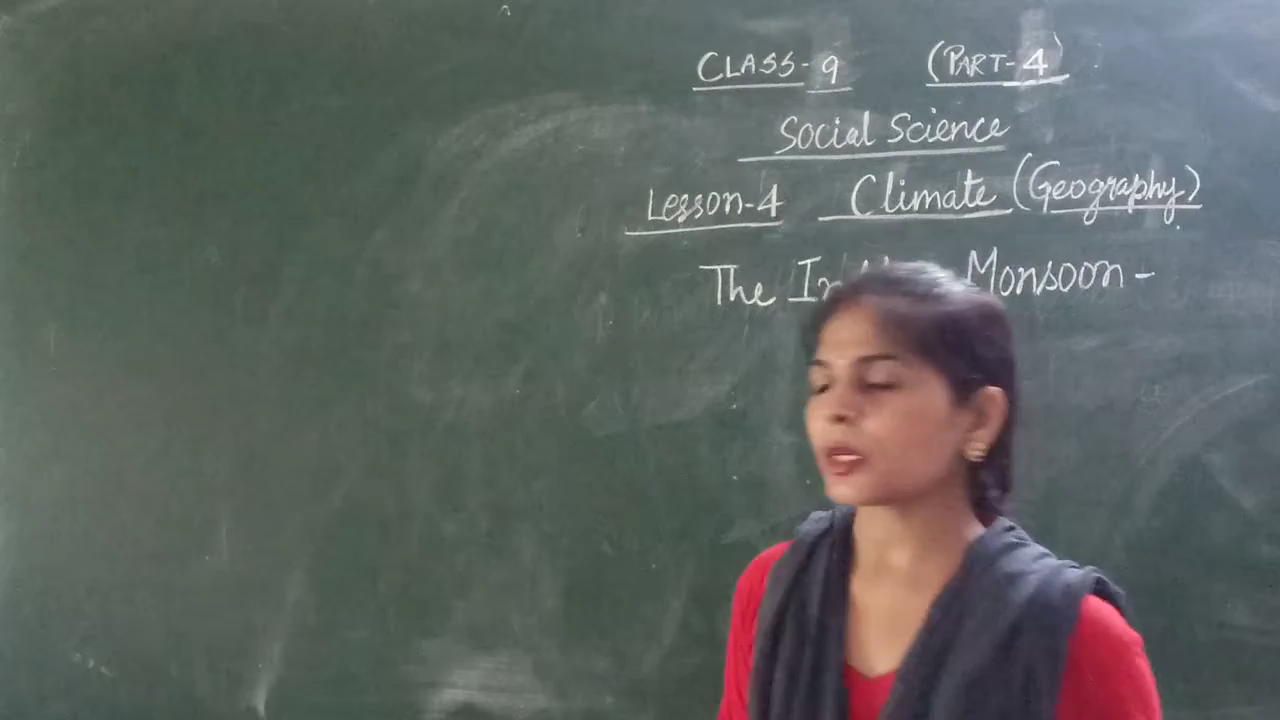 CLASS-9 (PART-4)
Social Science
Lesson-4 Climate (Geography)
The Monsoon-